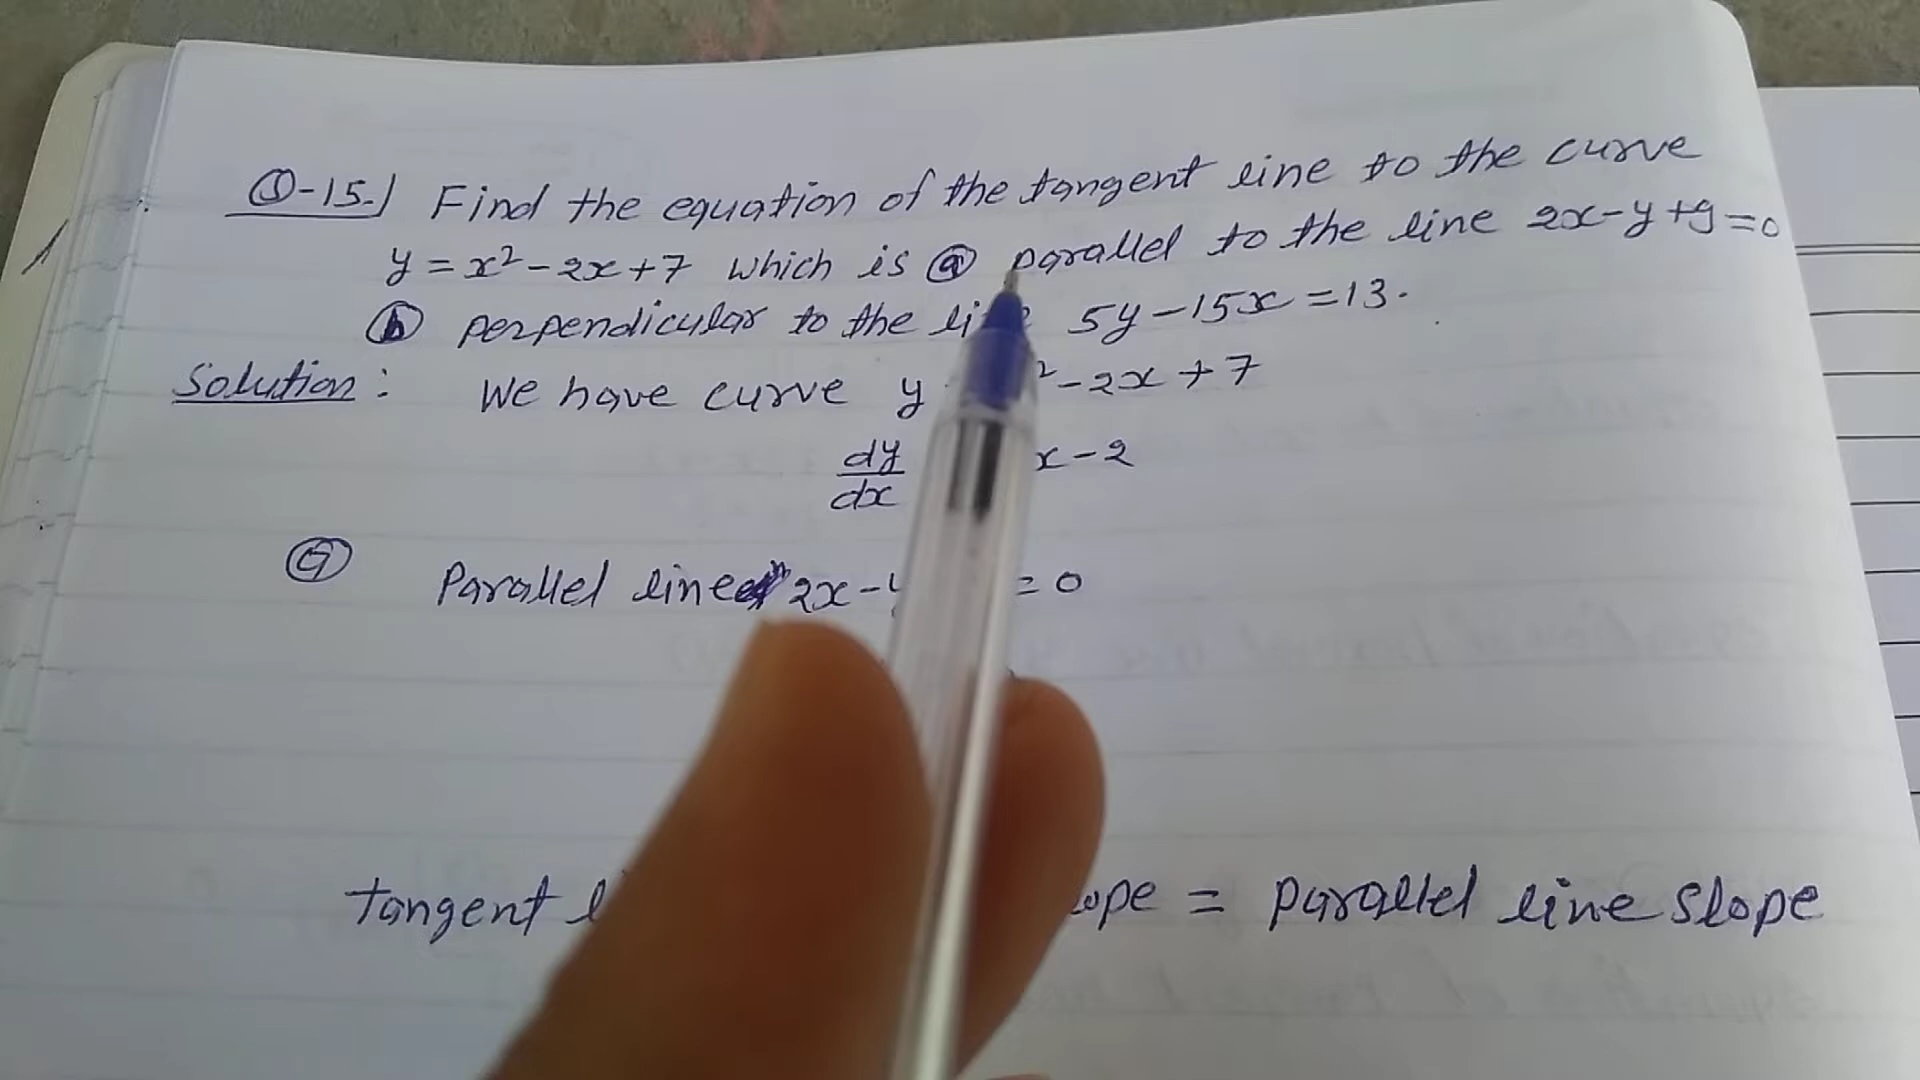 Q-15. Find the equation of the tangent line to the curve
y = x² - 2x + 7 which is (a) parallel to the line 2x - y + 9 = 0
(b) perpendicular to the line 5y - 15x = 13.
Solution: We have curve y ² - 2x + 7
dy/dx x - 2
(a) Parallel line 2x - y = 0
tangent = parallel line slope